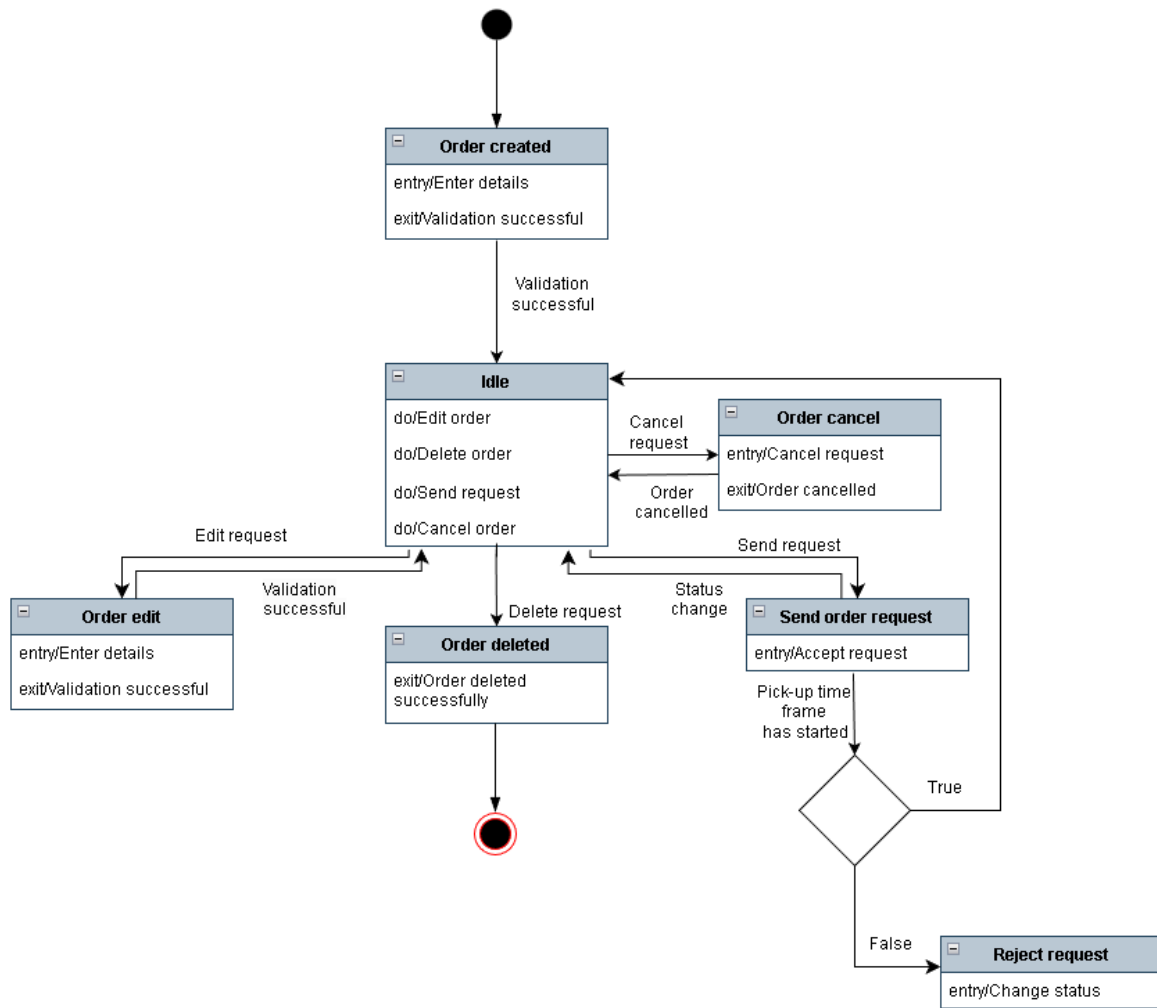 Order created
entry/Enter details
exit/Validation successful
Validation
successful
Idle
do/Edit order
do/Delete order
do/Send request
do/Cancel order
Cancel
request
Order cancel
entry/Cancel request
exit/Order cancelled
Order
cancelled
Edit request
Validation
successful
Send request
Status
change
Order edit
entry/Enter details
exit/Validation successful
Delete request
Order deleted
exit/Order deleted
successfully
Send order request
entry/Accept request
Pick-up time
frame
has started
True
False
Reject request
entry/Change status